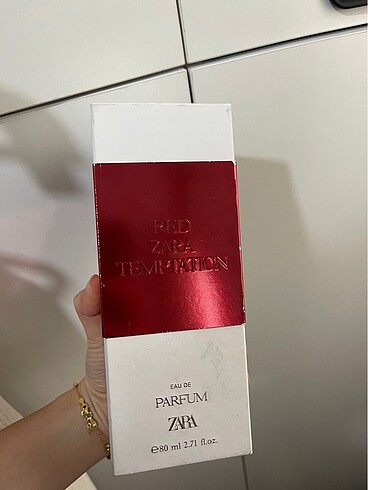 RED
ZARA
TEMPTATION
EAU DE
PARFUM
ZARA
℮80 ml 2.71 fl.oz.